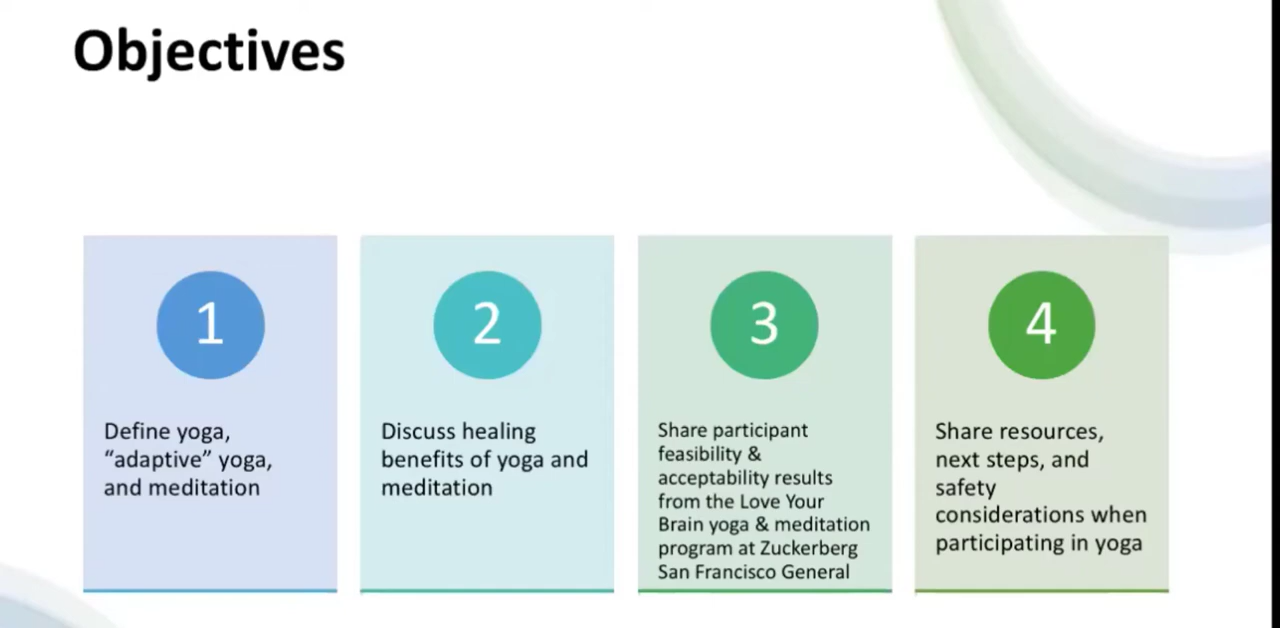 Objectives
1
Define yoga,
“adaptive” yoga,
and meditation
2
Discuss healing
benefits of yoga and
meditation
3
Share participant
feasibility &
acceptability results
from the Love Your
Brain yoga & meditation
program at Zuckerberg
San Francisco General
4
Share resources,
next steps, and
safety
considerations when
participating in yoga